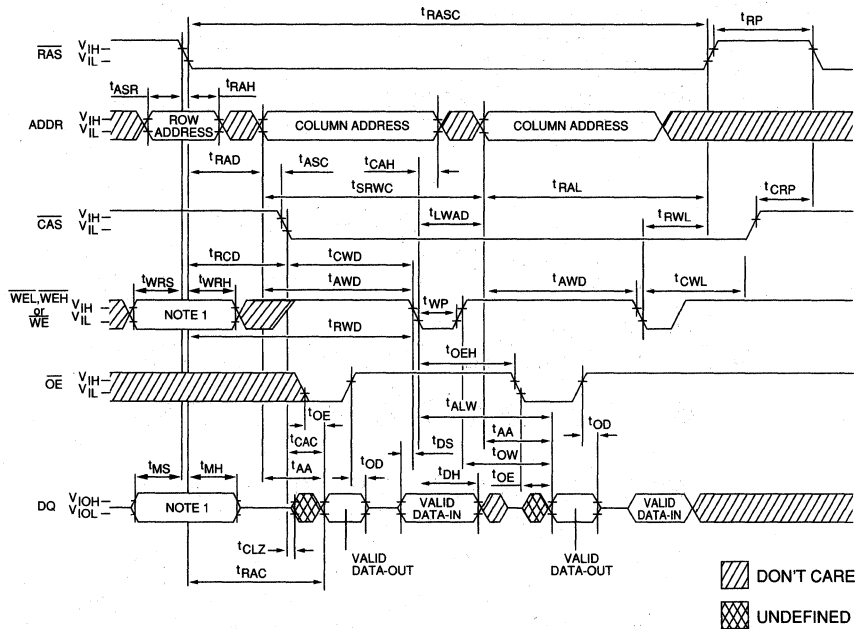 tRASC
tRP
RAS VIH VIL
tASR
tRAH
ADDR VIH VIL
ROW ADDRESS
COLUMN ADDRESS
COLUMN ADDRESS
tRAD
tASC
tCAH
tSRWC
tRAL
tCRP
CAS VIH VIL
tLWAD
tRWL
tRCD
tCWD
tWRS
tWRH
tAWD
tWP
tAWD
tCWL
WEL, WEH or WE VIH VIL
NOTE 1
tRWD
tOEH
OE VIH VIL
tALW
tOE
tOD
tCAC
tDS
tAA
tOW
tMS
tMH
tAA
tOD
tDH
tOE
DQ VIOH VIOL
NOTE 1
VALID DATA-IN
VALID DATA-IN
tCLZ
VALID DATA-OUT
VALID DATA-OUT
tRAC
DON'T CARE
UNDEFINED